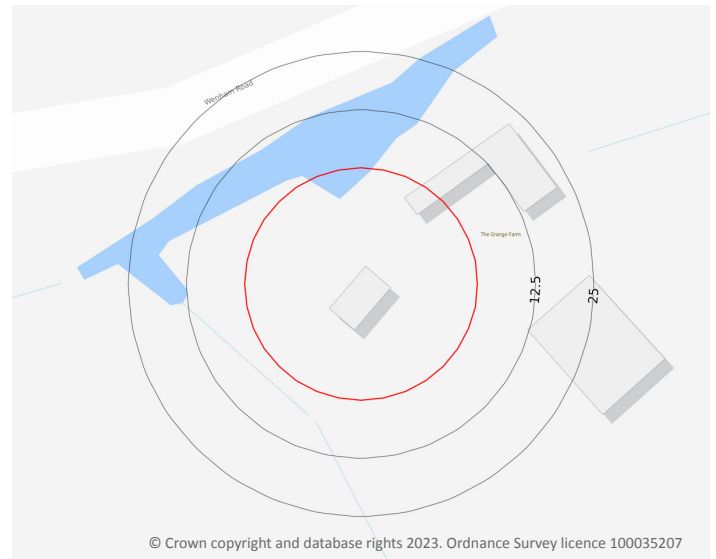 Wenham Road
The Grange Farm
12.5
25
© Crown copyright and database rights 2023. Ordnance Survey licence 100035207